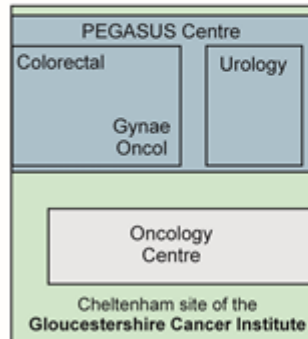 PEGASUS Centre
Colorectal
Urology
Gynae
Oncol
Oncology
Centre
Cheltenham site of the
Gloucestershire Cancer Institute